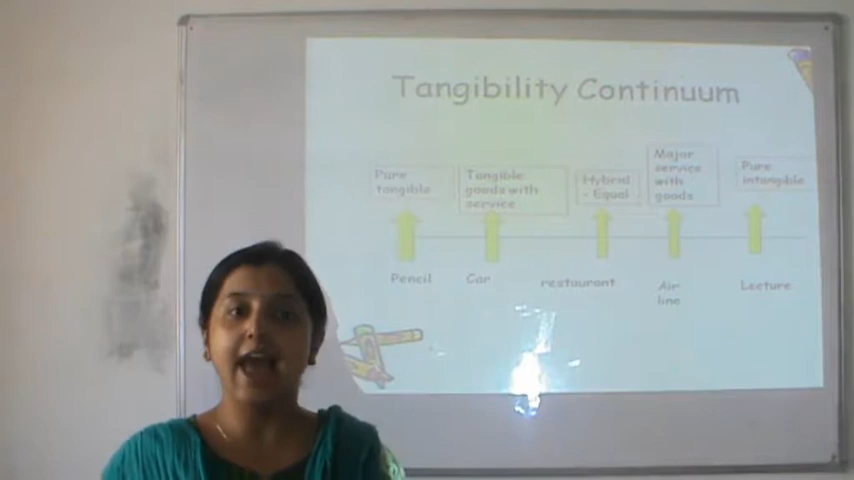 Tangibility Continuum
Pure
tangible
Tangible
goods with
service
Hybrid
- Equal
Major
service
with
goods
Pure
intangible
Pencil
Car
restaurant
Air
line
Lecture